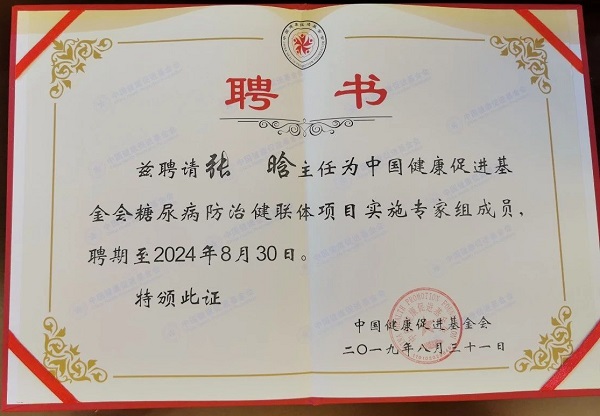 聘书
兹聘请张晗主任为中国健康促进基
金会糖尿病防治健联体项目实施专家组成员,
聘期至2024年8月30日。
特颁此证
中国健康促进基金会
二〇一九年八月三十一日